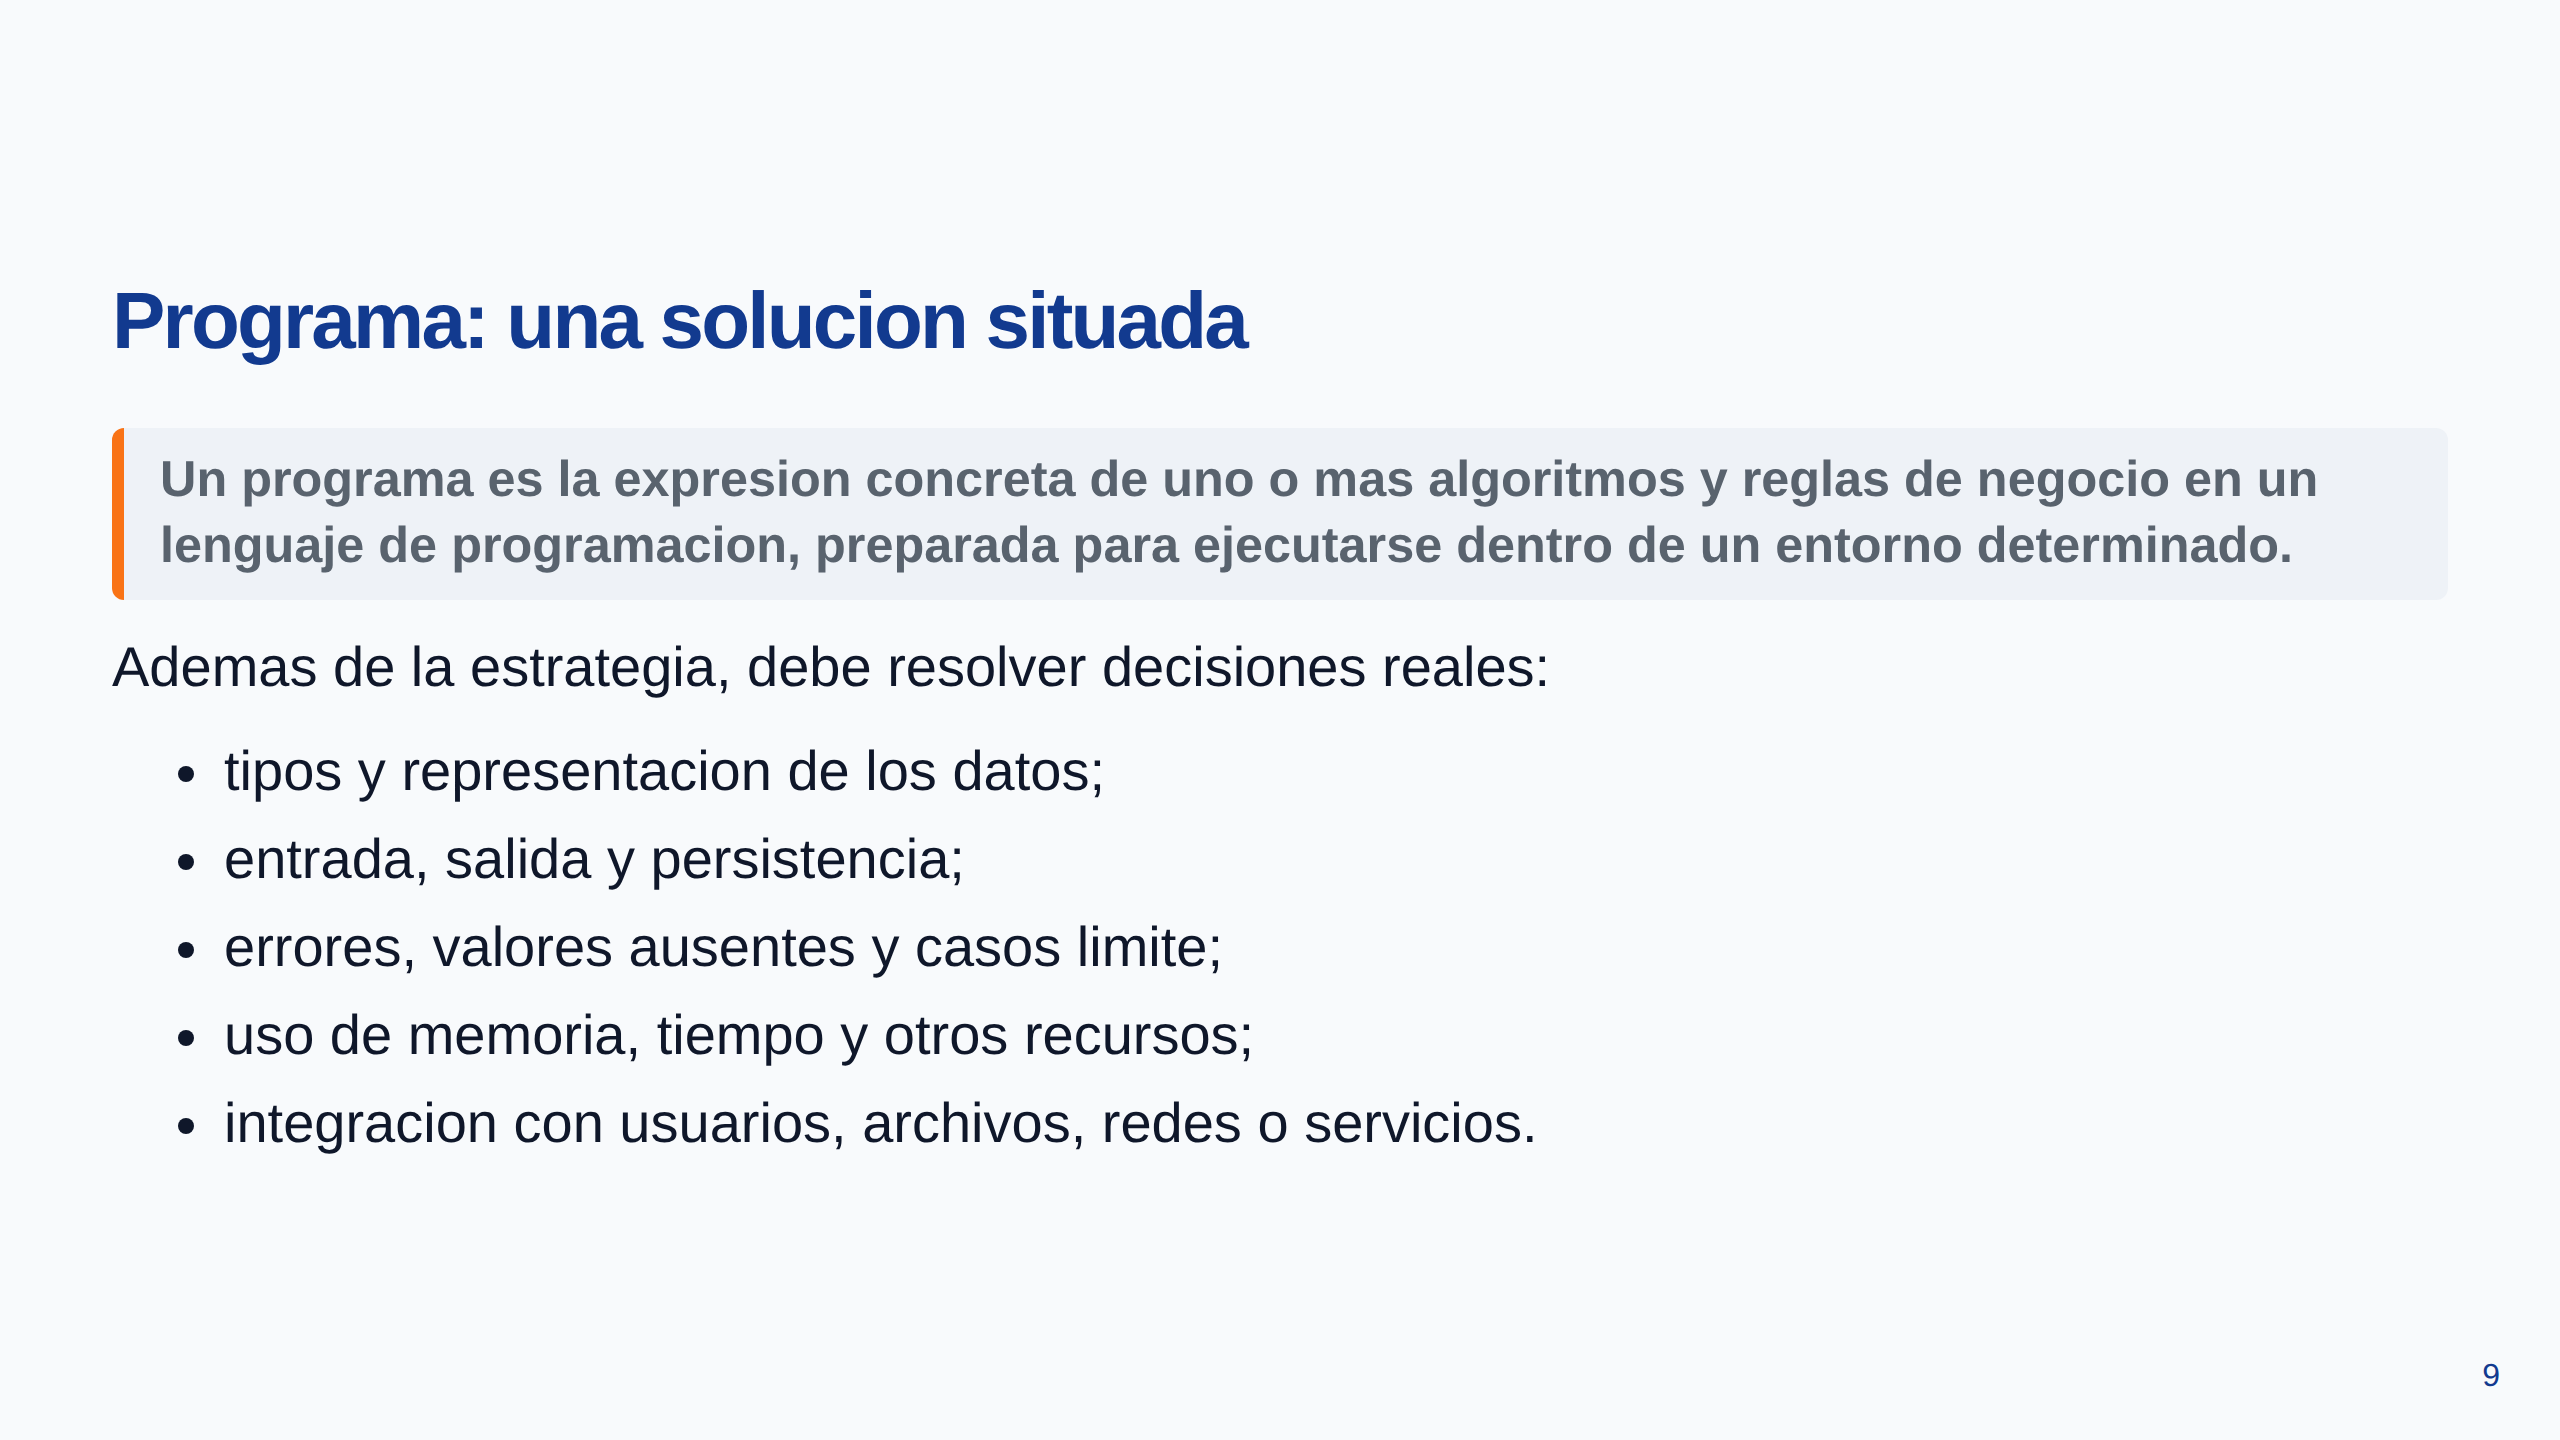 Programa: una solucion situada
Un programa es la expresion concreta de uno o mas algoritmos y reglas de negocio en un
lenguaje de programacion, preparada para ejecutarse dentro de un entorno determinado.
Ademas de la estrategia, debe resolver decisiones reales:
• tipos y representacion de los datos;
• entrada, salida y persistencia;
• errores, valores ausentes y casos limite;
• uso de memoria, tiempo y otros recursos;
• integracion con usuarios, archivos, redes o servicios.
9